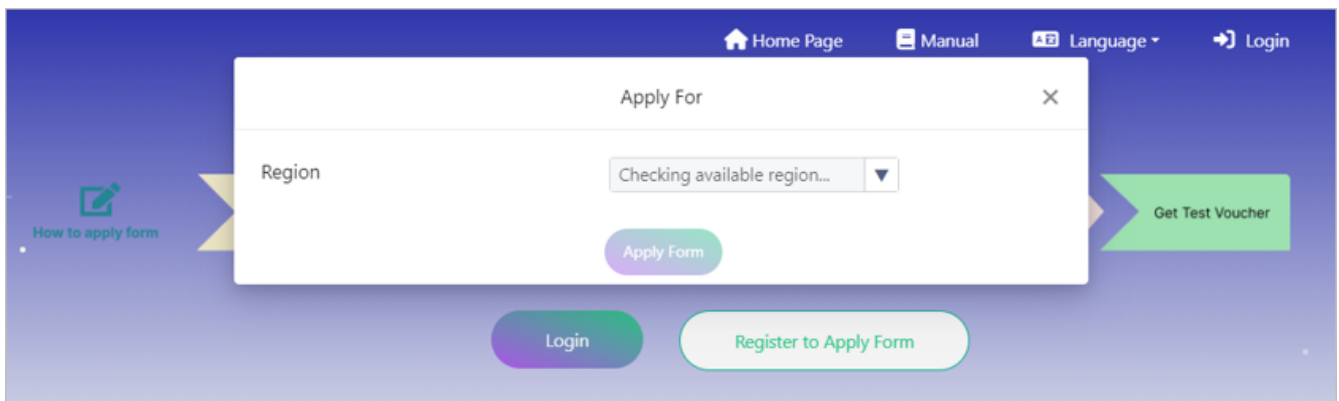 Home Page
Manual
Language
Login
Apply For
Region
Checking available region...
How to apply form
Get Test Voucher
Apply Form
Login
Register to Apply Form